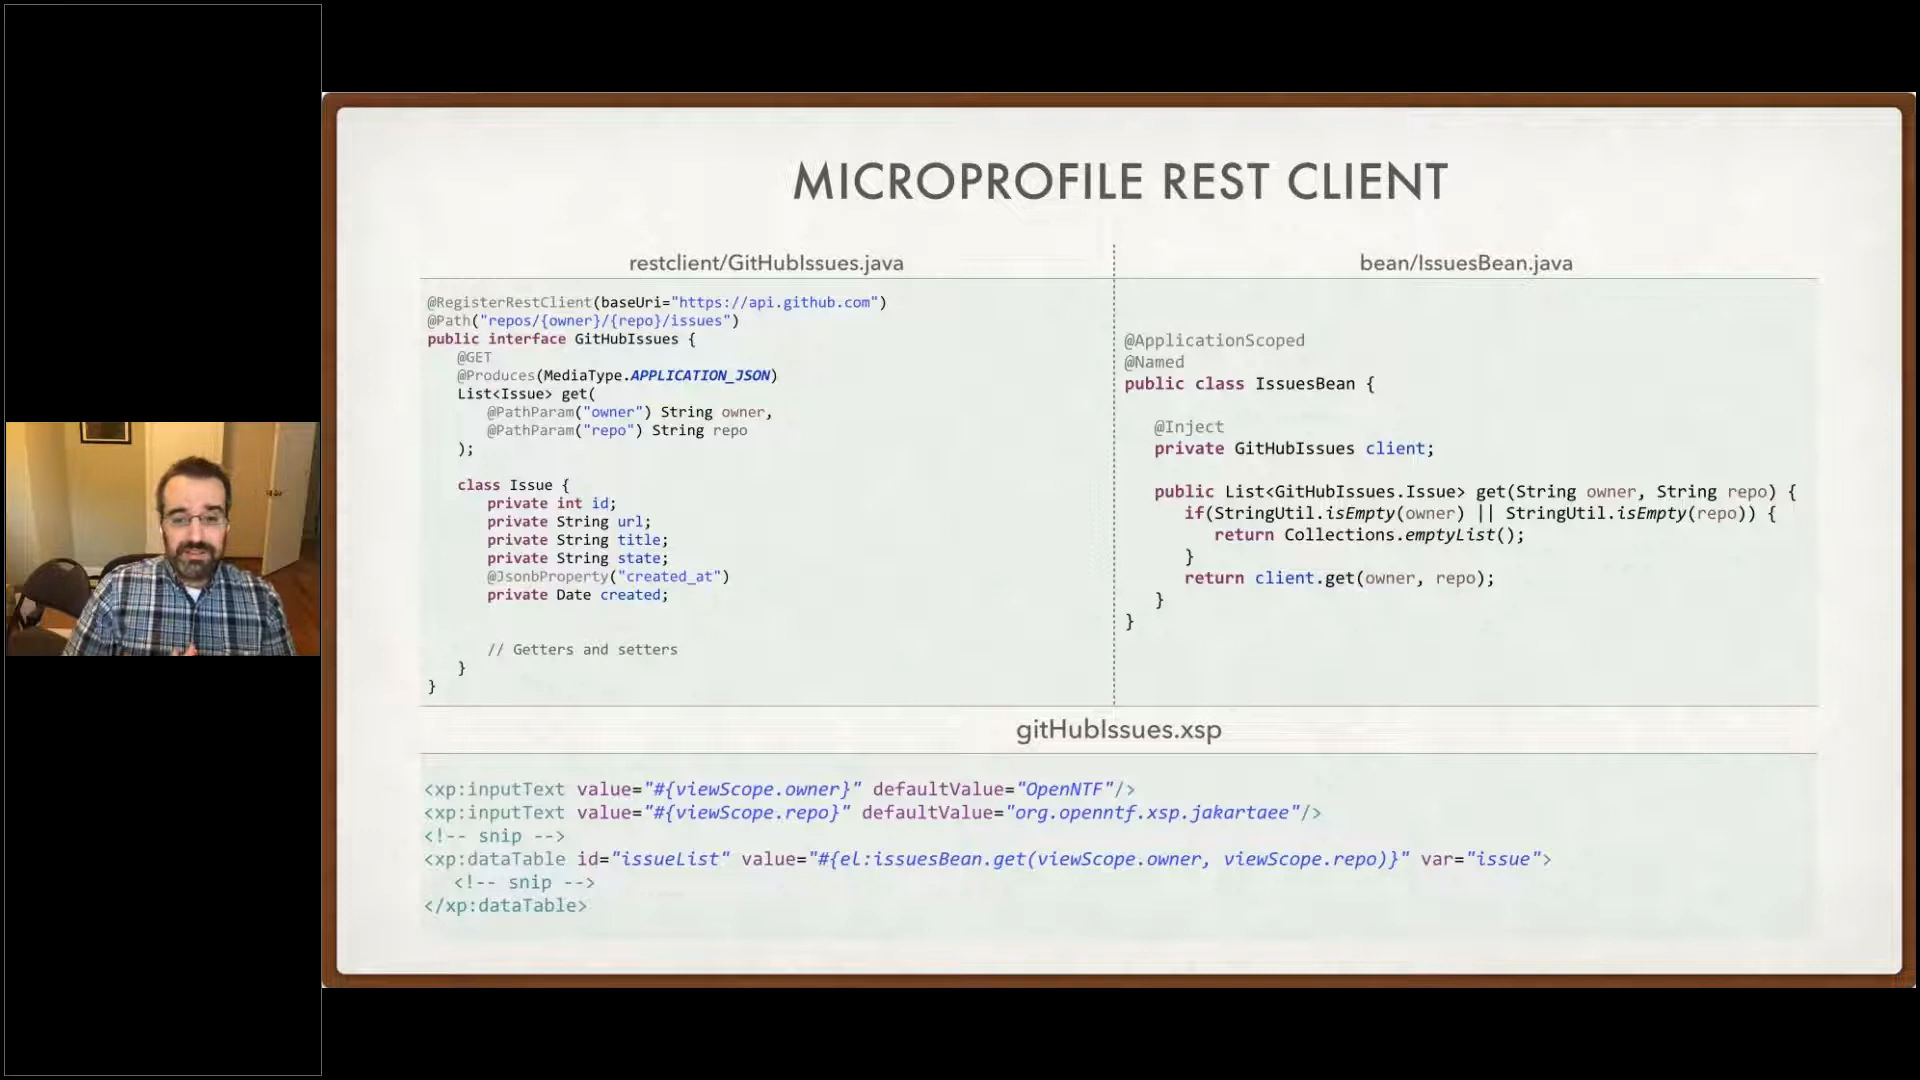 MICROPROFILE REST CLIENT
restclient/GitHubIssues.java
@RegisterRestClient(baseUri="https://api.github.com")
@Path("repos/{owner}/{repo}/issues")
public interface GitHubIssues {
@GET
@Produces(MediaType.APPLICATION_JSON)
List<Issue> get(
@PathParam("owner") String owner,
@PathParam("repo") String repo
);
class Issue {
private int id;
private String url;
private String title;
private String state;
@JsonbProperty("created_at")
private Date created;
// Getters and setters
}
}
bean/IssuesBean.java
@ApplicationScoped
@Named
public class IssuesBean {
@Inject
private GitHubIssues client;
public List<GitHubIssues.Issue> get(String owner, String repo) {
if(StringUtil.isEmpty(owner) || StringUtil.isEmpty(repo)) {
return Collections.emptyList();
}
return client.get(owner, repo);
}
}
gitHubIssues.xsp
<xp:inputText value="#{viewScope.owner}" defaultValue="OpenNTF"/>
<xp:inputText value="#{viewScope.repo}" defaultValue="org.openntf.xsp.jakartaee"/>
<!-- snip -->
<xp:dataTable id="issueList" value="#{el:issuesBean.get(viewScope.owner, viewScope.repo)}" var="issue">
<!-- snip -->
</xp:dataTable>